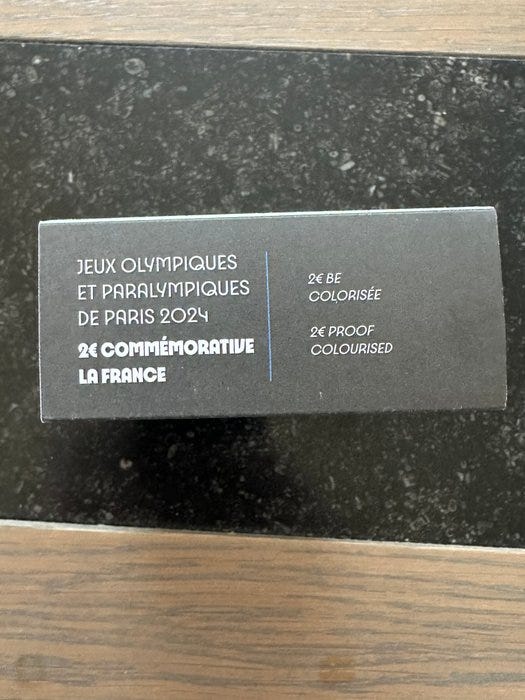 JEUX OLYMPIQUES
ET PARALYMPIQUES
DE PARIS 2024
2€ COMMÉMORATIVE
LA FRANCE
2€ BE
COLORISÉE
2€ PROOF
COLOURISED